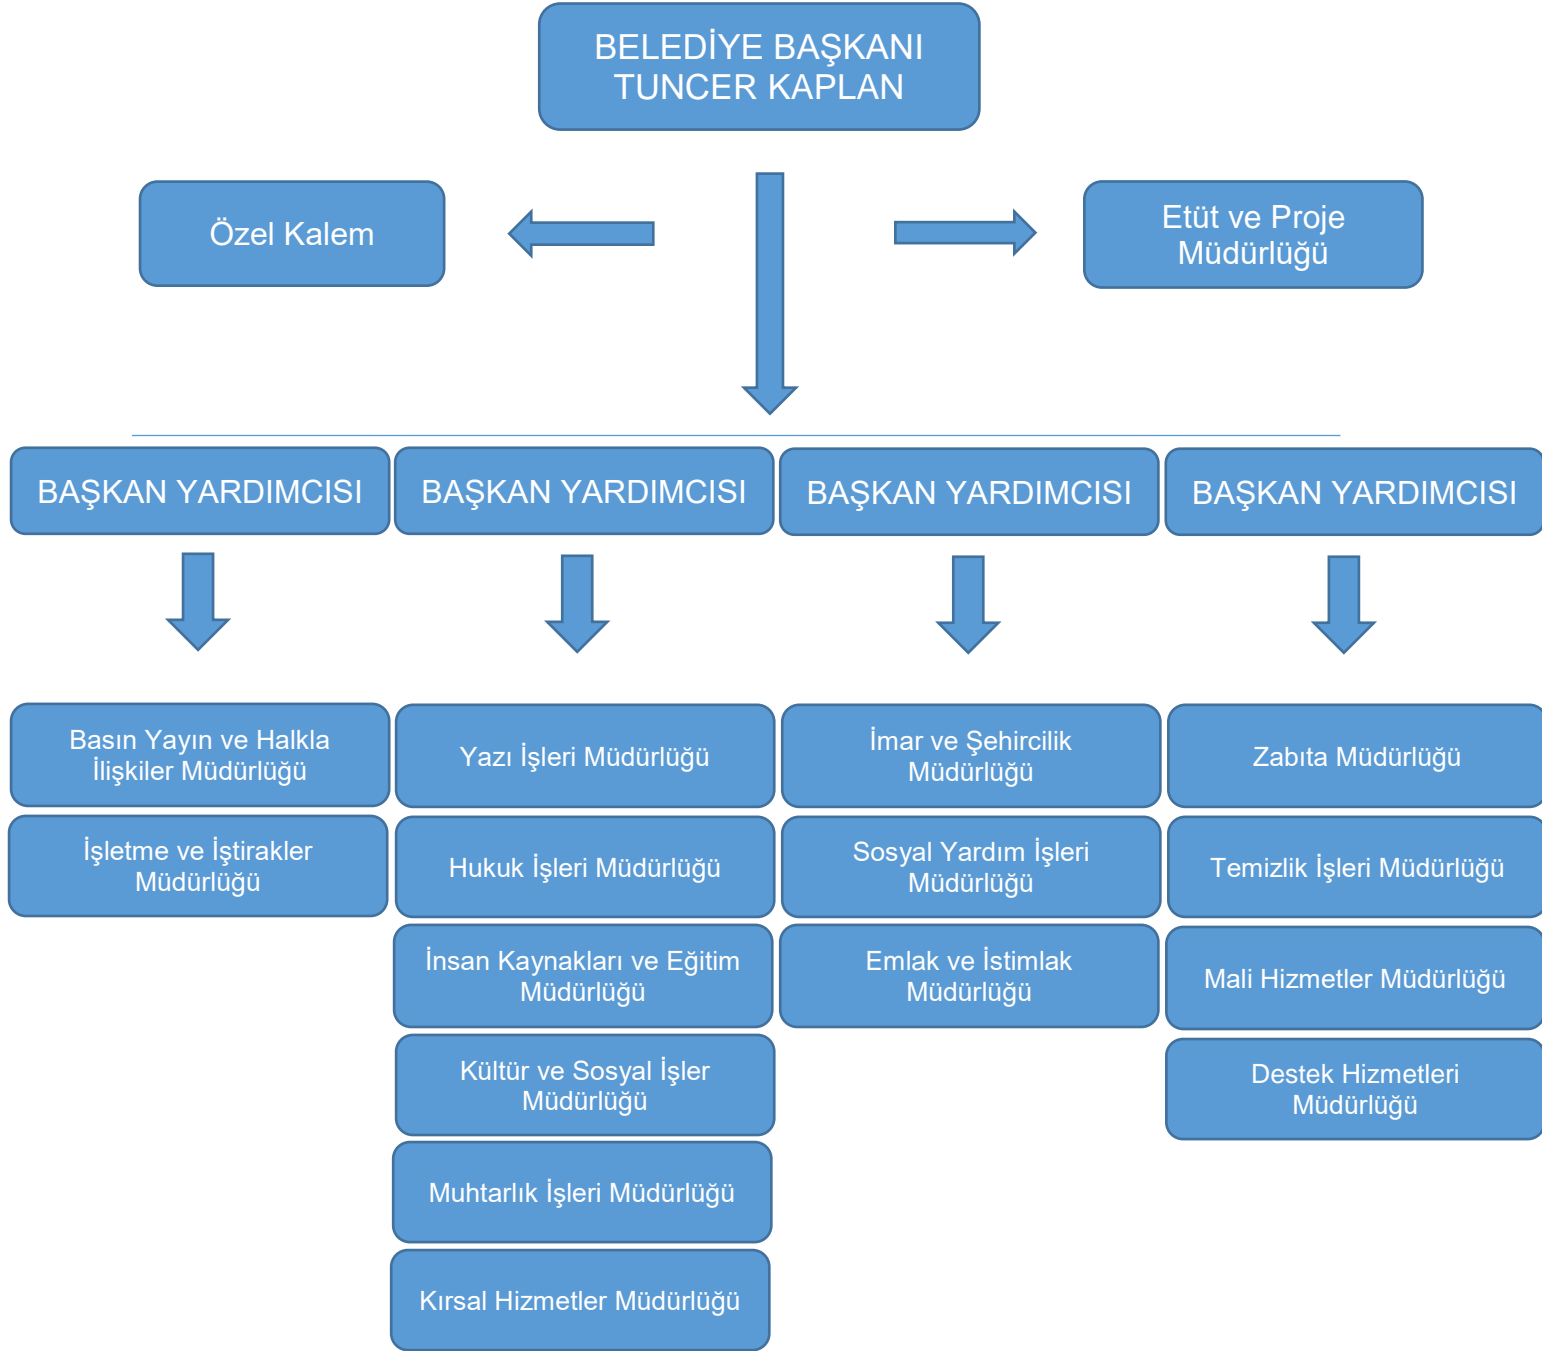 BELEDİYE BAŞKANI
TUNCER KAPLAN
Özel Kalem
Etüt ve Proje
Müdürlüğü
BAŞKAN YARDIMCISI
BAŞKAN YARDIMCISI
BAŞKAN YARDIMCISI
BAŞKAN YARDIMCISI
Basın Yayın ve Halkla
İlişkiler Müdürlüğü
İşletme ve İştirakler
Müdürlüğü
Yazı İşleri Müdürlüğü
Hukuk İşleri Müdürlüğü
İnsan Kaynakları ve Eğitim
Müdürlüğü
Kültür ve Sosyal İşler
Müdürlüğü
Muhtarlık İşleri Müdürlüğü
Kırsal Hizmetler Müdürlüğü
İmar ve Şehircilik
Müdürlüğü
Sosyal Yardım İşleri
Müdürlüğü
Emlak ve İstimlak
Müdürlüğü
Zabıta Müdürlüğü
Temizlik İşleri Müdürlüğü
Mali Hizmetler Müdürlüğü
Destek Hizmetleri
Müdürlüğü